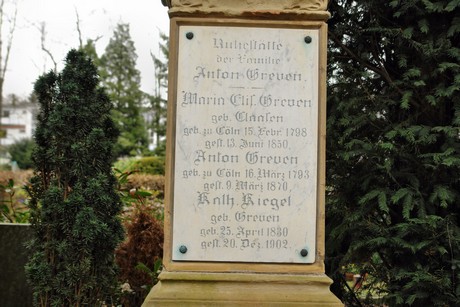 Ruhestätte
der Familie
Anton Greven.
Maria Elis. Greven
geb. Claasen
geb. zu Cöln 15. Febr. 1798
gest. 13. Juni 1850.
Anton Greven
geb. zu Cöln 16. März 1793
gest. 9. März 1870.
Kath. Riegel
geb. Greven
geb. 25. April 1830
gest. 20. Dez. 1902.